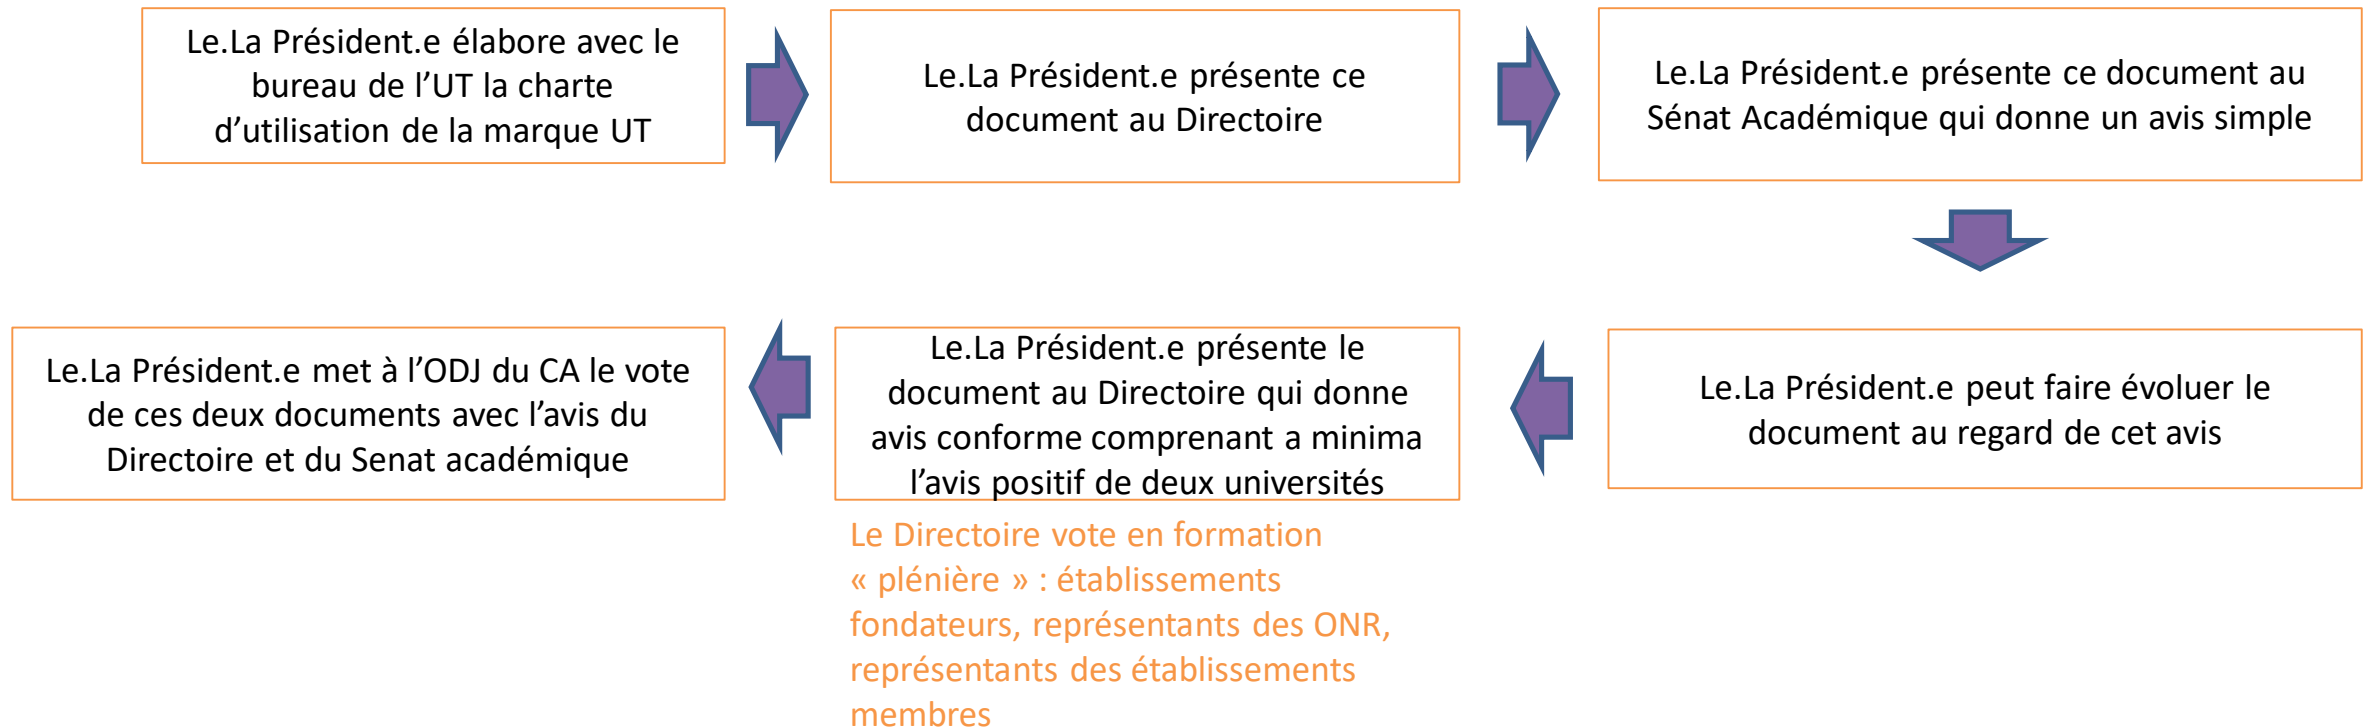 Le.La Président.e élabore avec le
bureau de l’UT la charte
d’utilisation de la marque UT
Le.La Président.e présente ce
document au Directoire
Le.La Président.e présente ce document au
Sénat Académique qui donne un avis simple
Le.La Président.e peut faire évoluer le
document au regard de cet avis
Le.La Président.e présente le
document au Directoire qui donne
avis conforme comprenant a minima
l’avis positif de deux universités
Le Directoire vote en formation
« plénière » : établissements
fondateurs, représentants des ONR,
représentants des établissements
membres
Le.La Président.e met à l’ODJ du CA le vote
de ces deux documents avec l’avis du
Directoire et du Senat académique